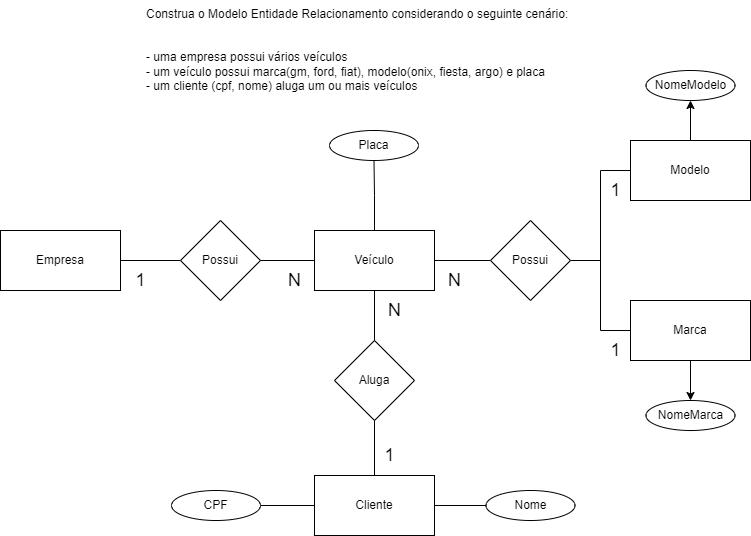 Construa o Modelo Entidade Relacionamento considerando o seguinte cenário:
- uma empresa possui vários veículos
- um veículo possui marca(gm, ford, fiat), modelo(onix, fiesta, argo) e placa
- um cliente (cpf, nome) aluga um ou mais veículos
NomeModelo
Placa
Modelo
1
Empresa
1
Possui
N
Veículo
N
Possui
N
Marca
1
Aluga
NomeMarca
1
CPF
Cliente
Nome